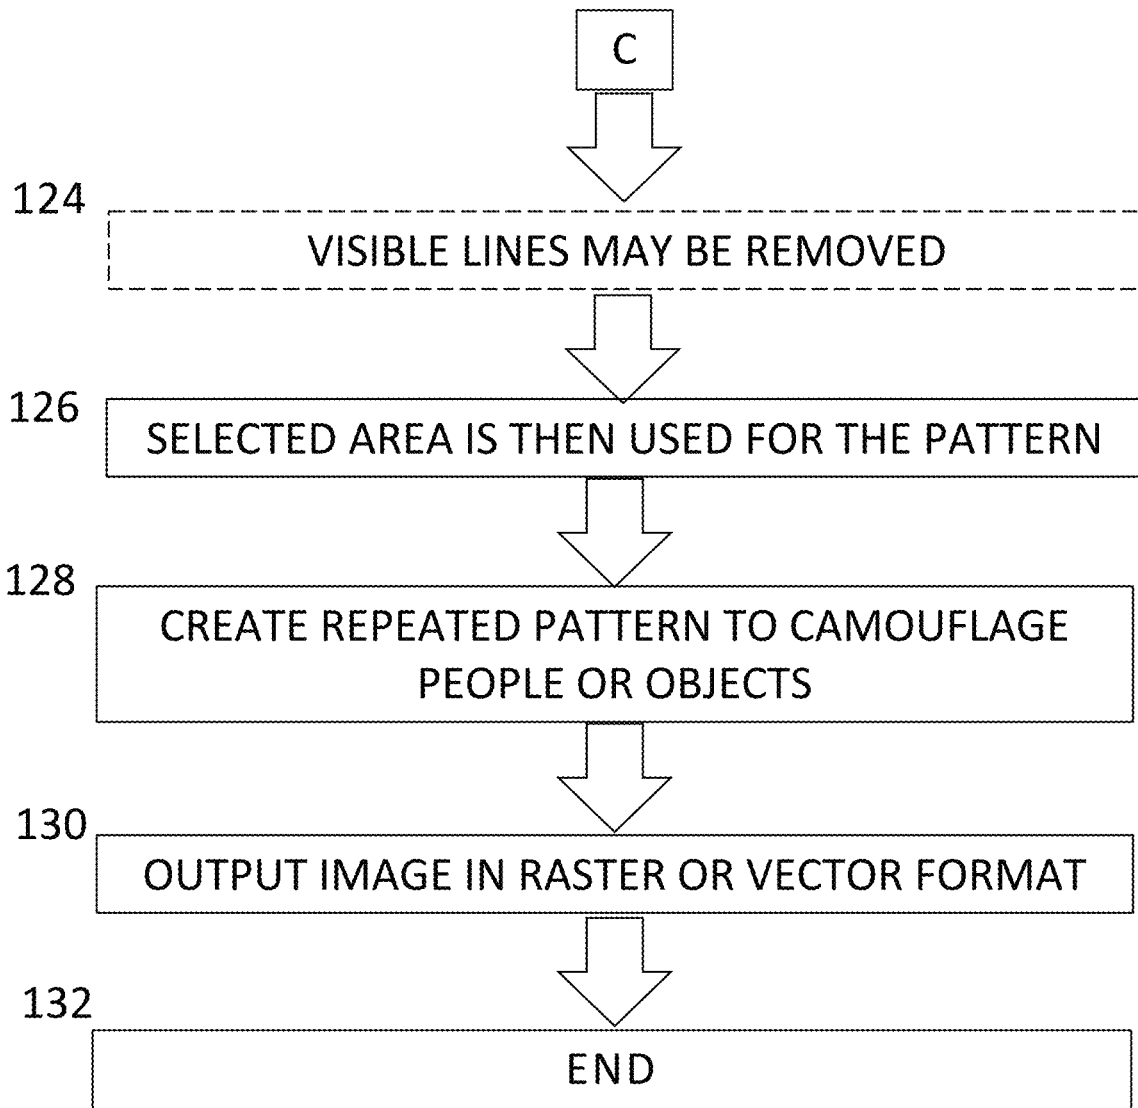 C
124
VISIBLE LINES MAY BE REMOVED
126
SELECTED AREA IS THEN USED FOR THE PATTERN
128
CREATE REPEATED PATTERN TO CAMOUFLAGE
PEOPLE OR OBJECTS
130
OUTPUT IMAGE IN RASTER OR VECTOR FORMAT
132
END